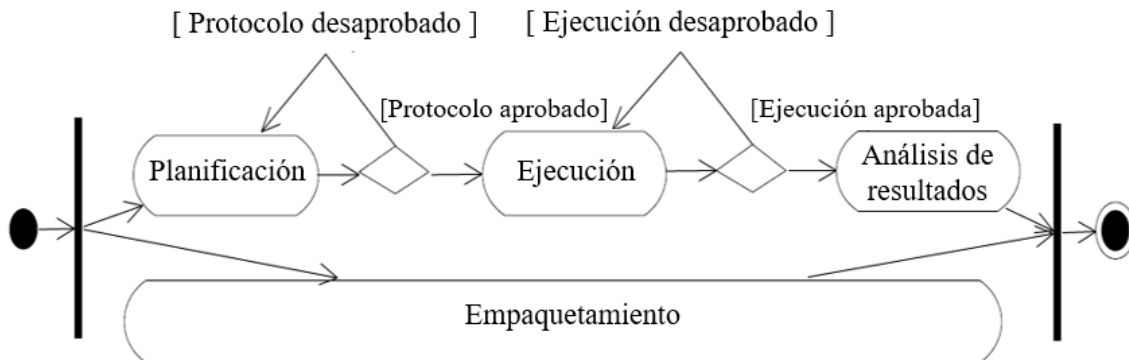 [ Protocolo desaprobado ]
[ Ejecución desaprobado ]
[Protocolo aprobado]
[Ejecución aprobada]
Planificación
Ejecución
Análisis de
resultados
Empaquetamiento